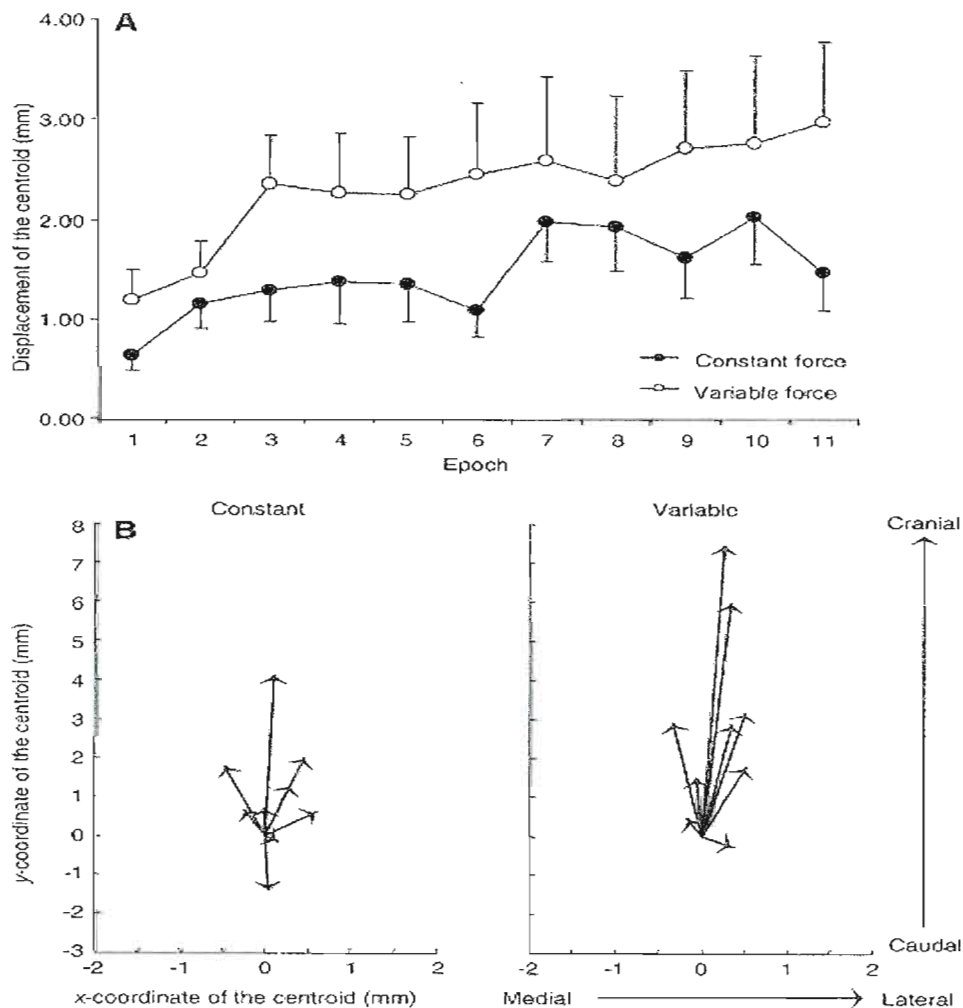 A
4.00
3.00
2.00
1.00
0.00
Displacement of the centroid (mm)
Constant force
Variable force
1 2 3 4 5 6 7 8 9 10 11
Epoch
B
Constant
Variable
Cranial
8
7
6
5
4
3
2
1
0
-1
-2
-3
y-coordinate of the centroid (mm)
Caudal
-2 -1 0 1 2
-2 -1 0 1 2
x-coordinate of the centroid (mm)
Medial
Lateral